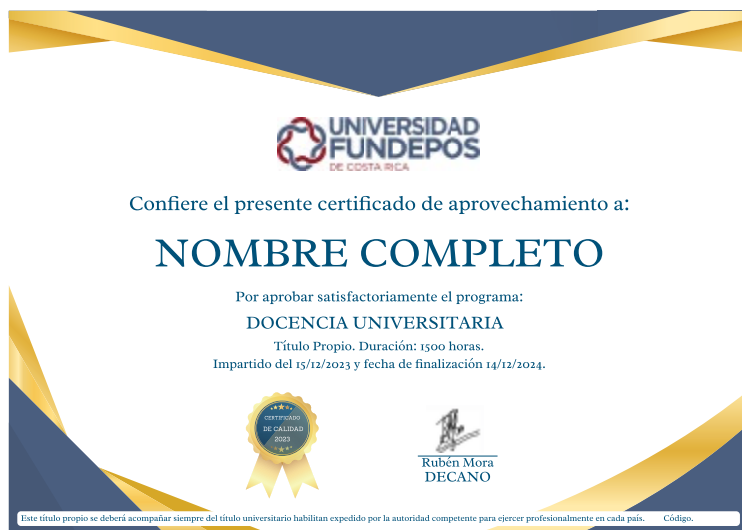 UNIVERSIDAD
FUNDEPOS
DE COSTA RICA
Confiere el presente certificado de aprovechamiento a:
NOMBRE COMPLETO
Por aprobar satisfactoriamente el programa:
DOCENCIA UNIVERSITARIA
Título Propio. Duración: 1500 horas.
Impartido del 15/12/2023 y fecha de finalización 14/12/2024.
CERTIFICADO
DE CALIDAD
2023
Rubén Mora
DECANO
Este título propio se deberá acompañar siempre del título universitario habilitan expedido por la autoridad competente para ejercer profesionalmente en cada país. Código.